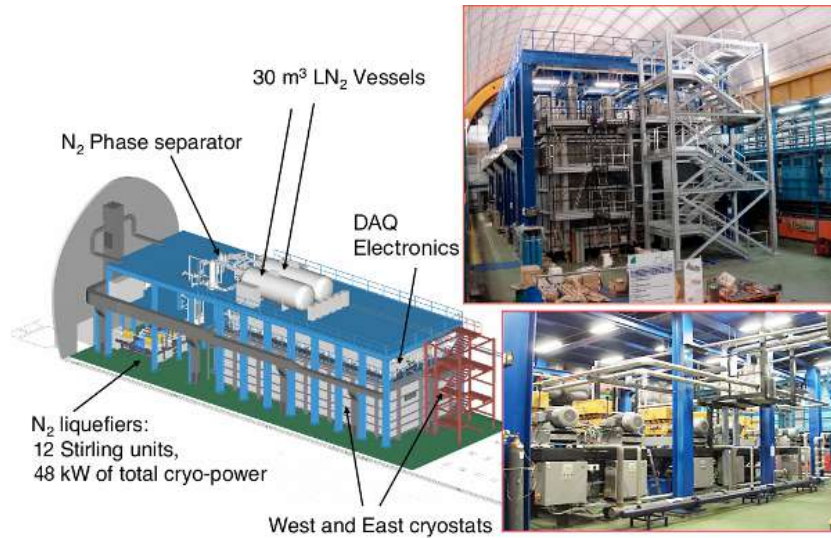 30 m³ LN₂ Vessels
N₂ Phase separator
DAQ
Electronics
N₂ liquefiers:
12 Stirling units,
48 kW of total cryo-power
West and East cryostats